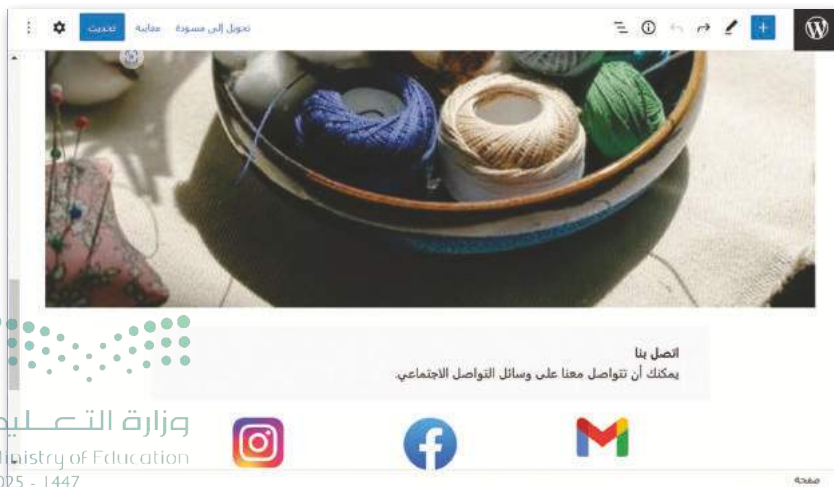 تحويل إلى مسودة معاينة تحديث
اتصل بنا
يمكنك أن تتواصل معنا على وسائل التواصل الاجتماعي.
وزارة التعليم
Ministry of Education
2025 - 1447
صفحة